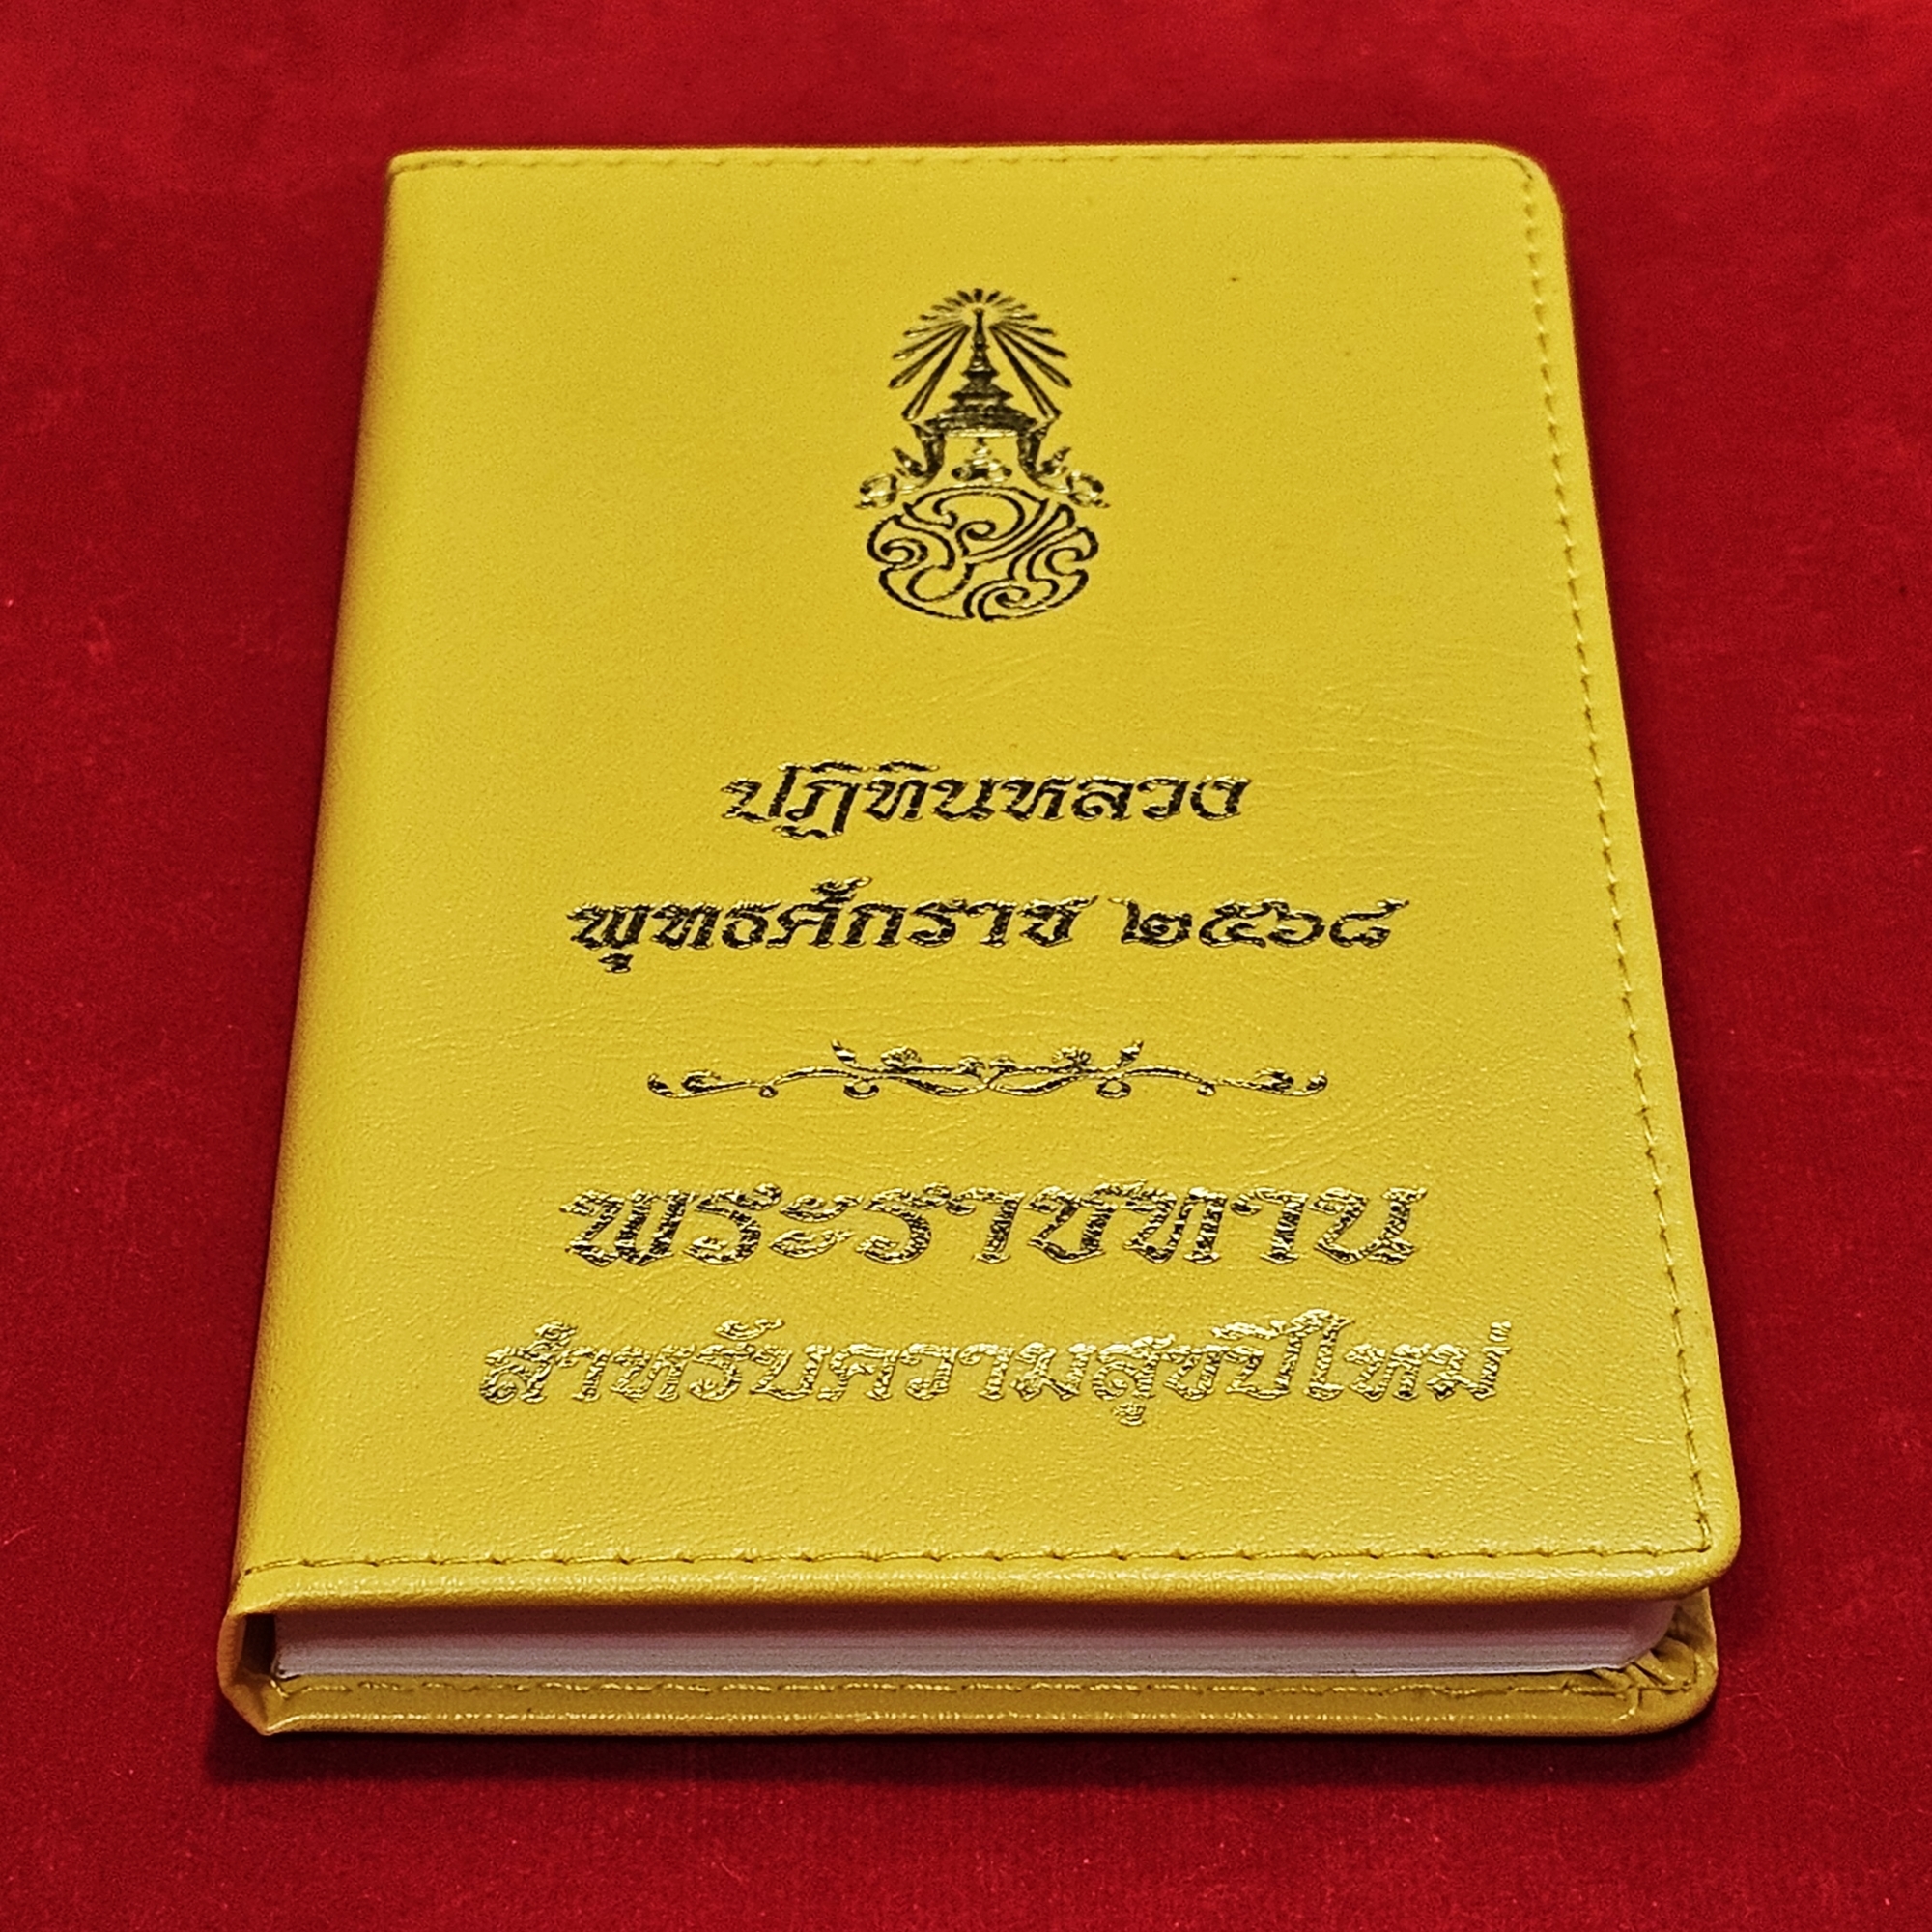 ปฏิทินหลวง
พุทธศักราช ๒๕๖๘
พระราชทาน
สำหรับความสุขปีใหม่